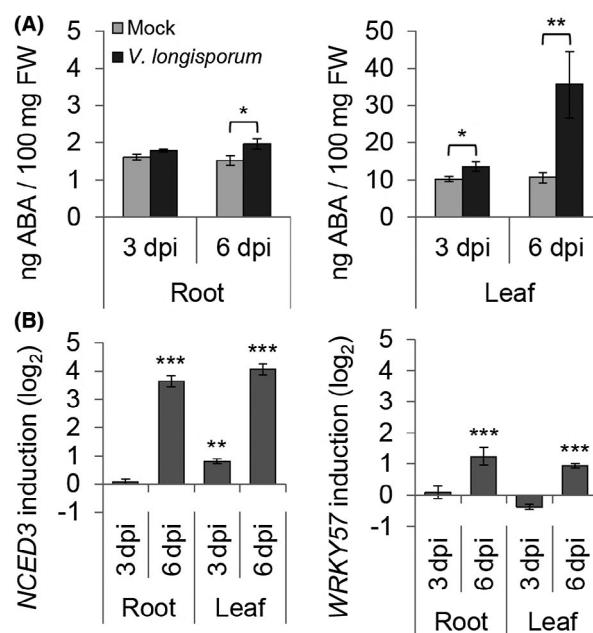 (A)
Mock
V. longisporum
ng ABA / 100 mg FW
5
4
3
2
1
0
*
3 dpi
6 dpi
Root
ng ABA / 100 mg FW
50
40
30
20
10
0
*
**
3 dpi
6 dpi
Leaf
(B)
NCED3 induction (log2)
5
4
3
2
1
0
-1
***
**
***
3 dpi
6 dpi
3 dpi
6 dpi
Root
Leaf
WRKY57 induction (log2)
5
4
3
2
1
0
-1
***
***
3 dpi
6 dpi
3 dpi
6 dpi
Root
Leaf